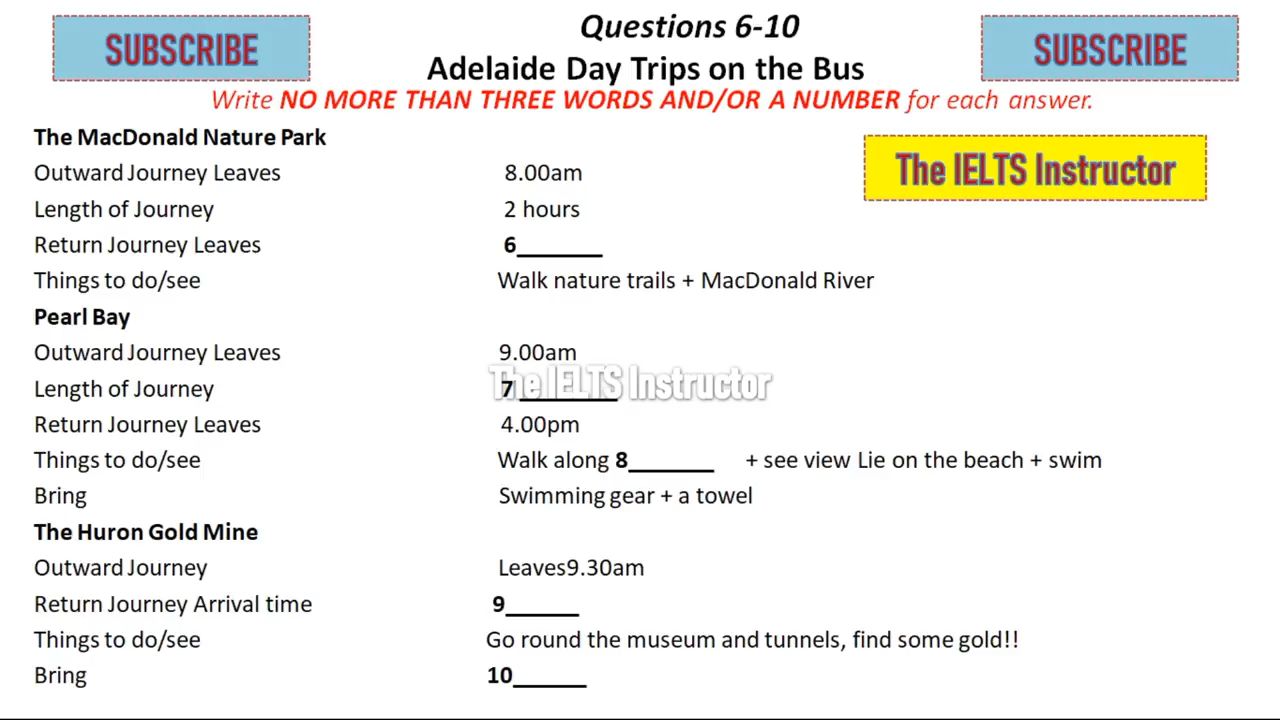 SUBSCRIBE
Questions 6-10
SUBSCRIBE
Adelaide Day Trips on the Bus
Write NO MORE THAN THREE WORDS AND/OR A NUMBER for each answer.
The MacDonald Nature Park
The IELTS Instructor
Outward Journey Leaves 8.00am
Length of Journey 2 hours
Return Journey Leaves 6_______
Things to do/see Walk nature trails + MacDonald River
Pearl Bay
Outward Journey Leaves 9.00am
The IELTS Instructor
Length of Journey 7________
Return Journey Leaves 4.00pm
Things to do/see Walk along 8_______ + see view Lie on the beach + swim
Bring Swimming gear + a towel
The Huron Gold Mine
Outward Journey Leaves9.30am
Return Journey Arrival time 9______
Things to do/see Go round the museum and tunnels, find some gold!!
Bring 10______